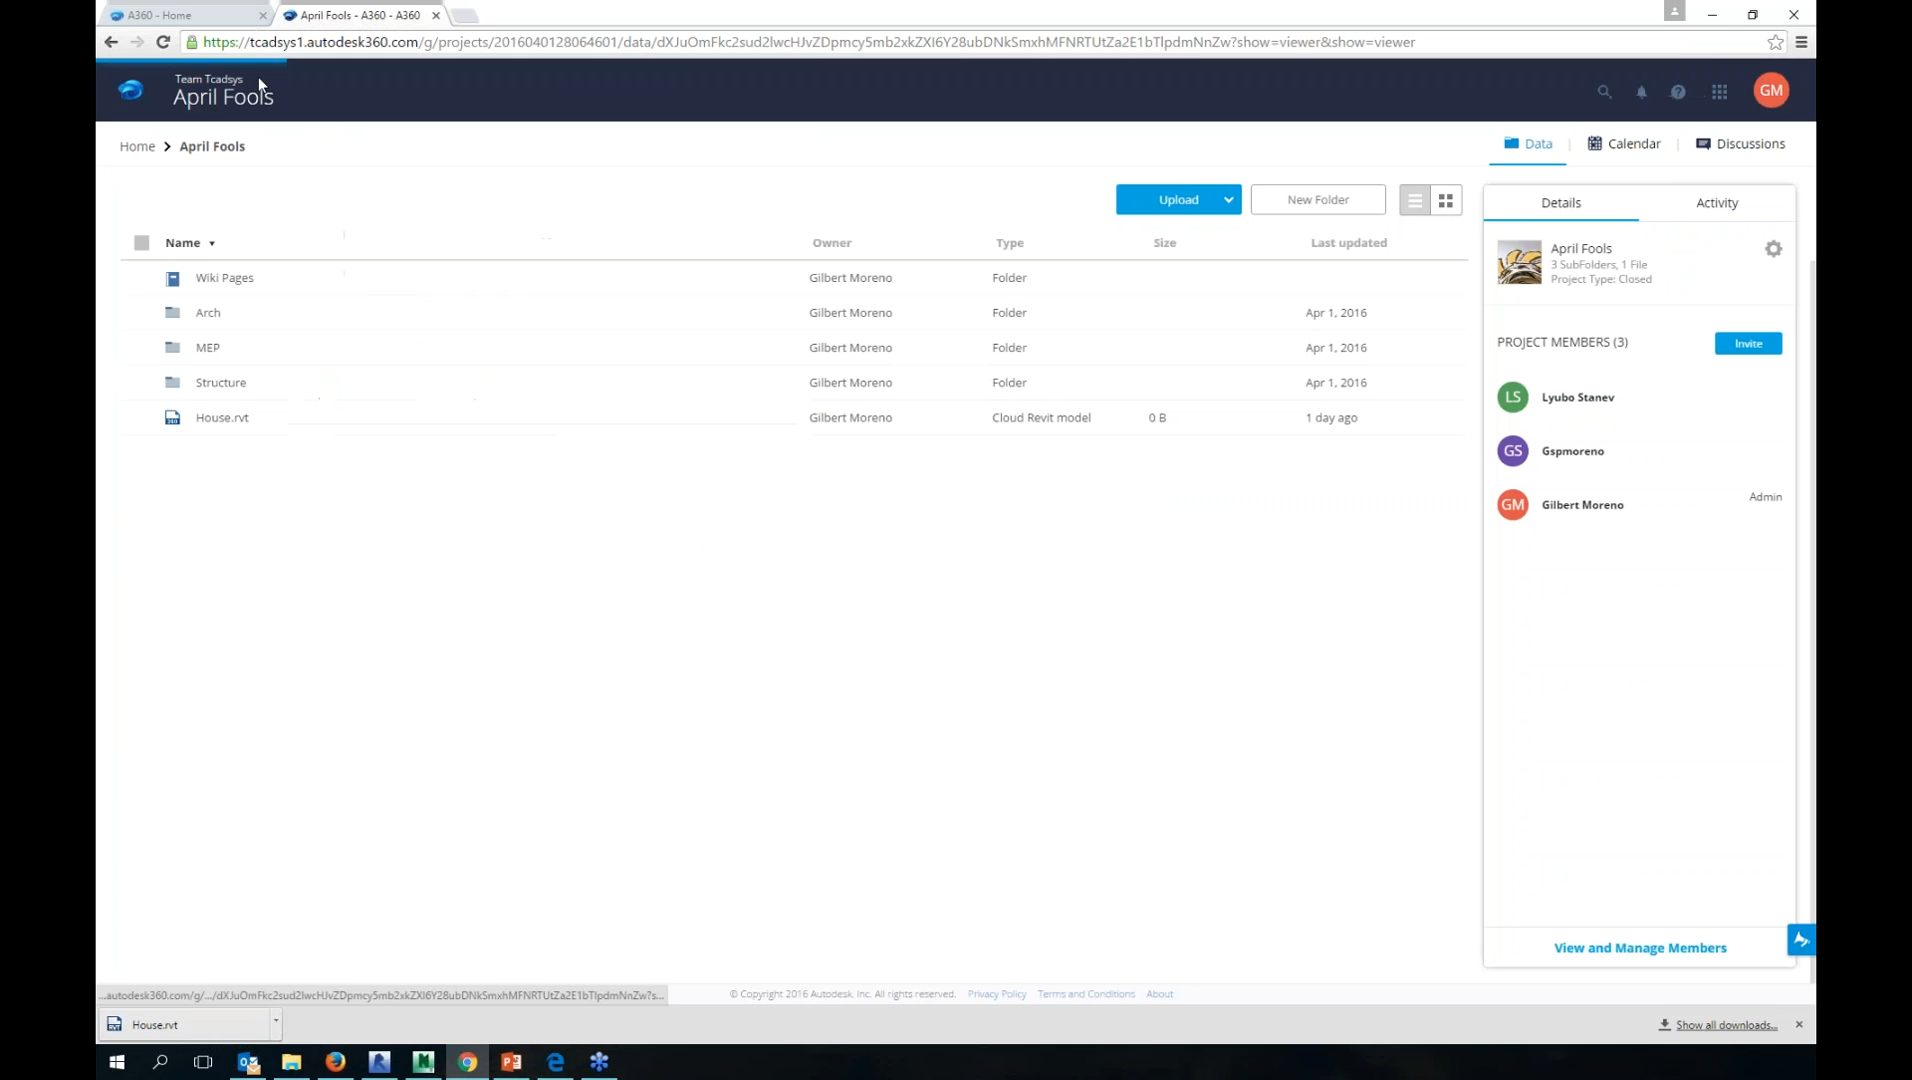 A360 - Home
April Fools - A360 - A360
https://tcadsys1.autodesk360.com/g/projects/2016040128064601/data/dXJuOmFkc2sud2lwcHJvZDpmcy5mb2xkZXI6Y28ubDNkSmxhMFNRTUtZa2E1bTlpdmNnZw?show=viewer&show=viewer
Team Tcadsys
April Fools
GM
Home > April Fools
Data
Calendar
Discussions
Upload
New Folder
Details
Activity
Name Owner Type Size Last updated
Wiki Pages Gilbert Moreno Folder
Arch Gilbert Moreno Folder Apr 1, 2016
MEP Gilbert Moreno Folder Apr 1, 2016
Structure Gilbert Moreno Folder Apr 1, 2016
House.rvt Gilbert Moreno Cloud Revit model 0 B 1 day ago
April Fools
3 SubFolders, 1 File
Project Type: Closed
PROJECT MEMBERS (3)
Invite
LS Lyubo Stanev
GS Gspmoreno
GM Gilbert Moreno Admin
View and Manage Members
...autodesk360.com/g/.../dXJuOmFkc2sud2lwcHJvZDpmcy5mb2xkZXI6Y28ubDNkSmxhMFNRTUtZa2E1bTlpdmNnZw?s...
© Copyright 2016 Autodesk, Inc. All rights reserved. Privacy Policy Terms and Conditions About
House.rvt
Show all downloads...